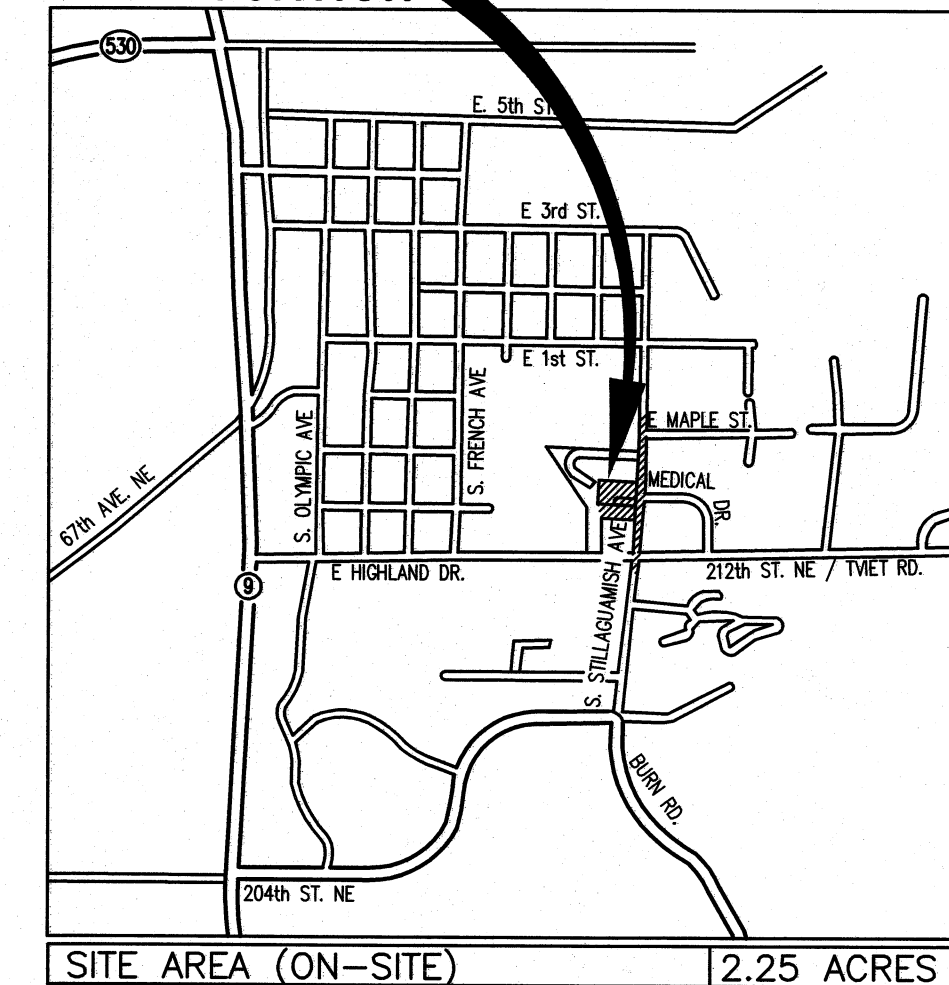 530
E. 5th ST.
E 3rd ST.
E 1st ST.
S. FRENCH AVE
S. OLYMPIC AVE
E MAPLE ST.
MEDICAL DR.
67th AVE. NE
E HIGHLAND DR.
212th ST. NE / TVIET RD.
9
S. STILLAGUAMISH AVE
BURN RD.
204th ST. NE
SITE AREA (ON-SITE) 2.25 ACRES